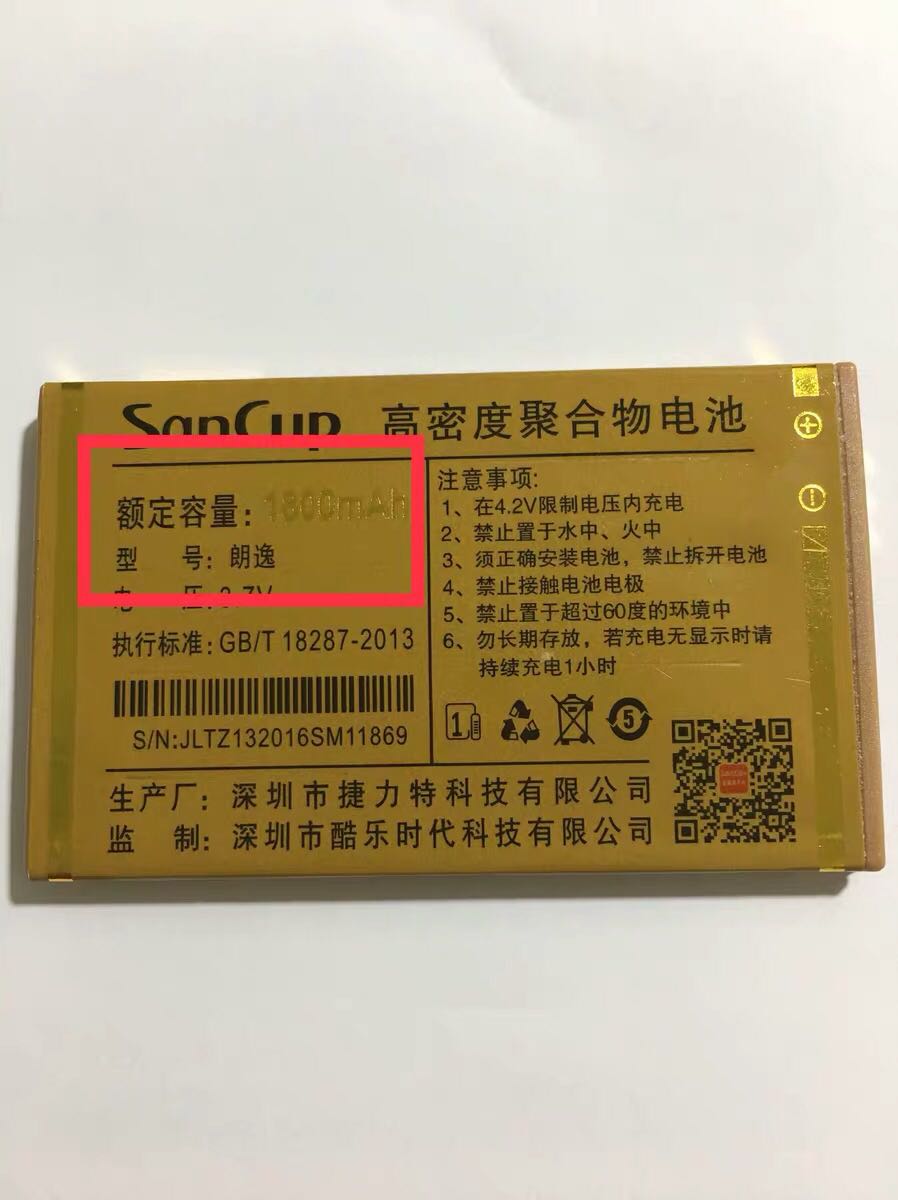 SanCup 高密度聚合物电池
额定容量：1800mAh
型 号：朗逸
电 压：3.7V
执行标准：GB/T 18287-2013
S/N:JLTZ132016SM11869
注意事项：
1、在4.2V限制电压内充电
2、禁止置于水中、火中
3、须正确安装电池，禁止拆开电池
4、禁止接触电池电极
5、禁止置于超过60度的环境中
6、勿长期存放，若充电无显示时请
持续充电1小时
1
5
生产厂：深圳市捷力特科技有限公司
监 制：深圳市酷乐时代科技有限公司